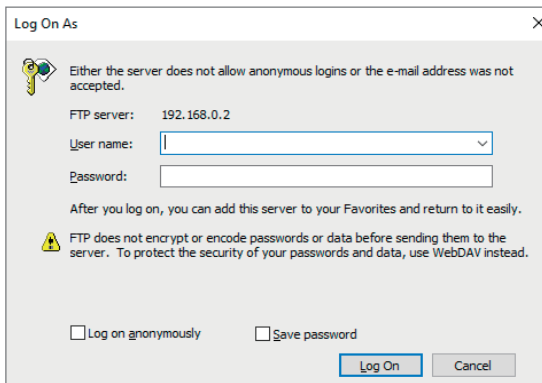 Log On As
Either the server does not allow anonymous logins or the e-mail address was not
accepted.
FTP server: 192.168.0.2
User name:
Password:
After you log on, you can add this server to your Favorites and return to it easily.
FTP does not encrypt or encode passwords or data before sending them to the
server. To protect the security of your passwords and data, use WebDAV instead.
Log on anonymously Save password
Log On Cancel